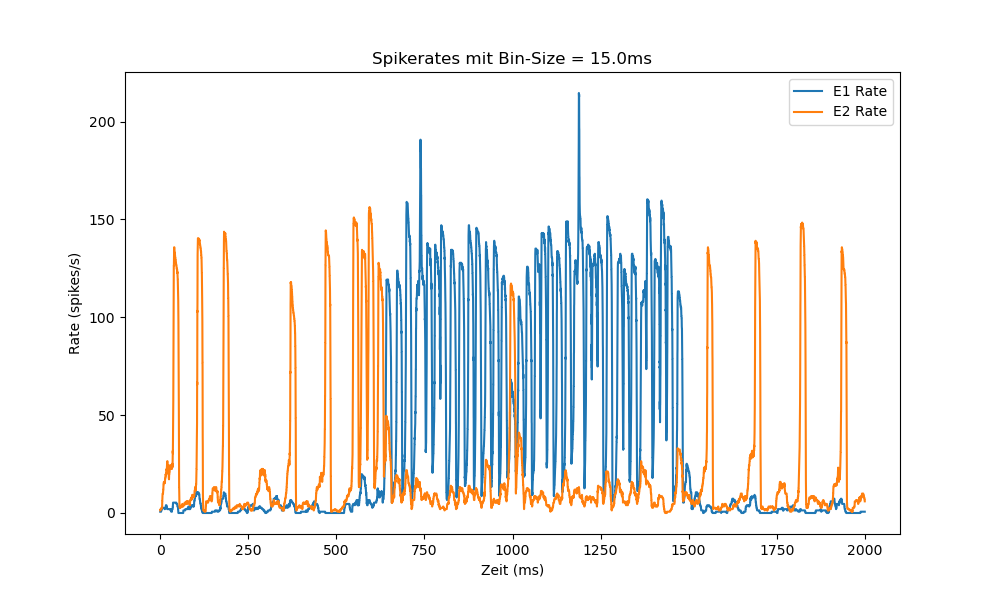 Spikerates mit Bin-Size = 15.0ms
E1 Rate
E2 Rate
Rate (spikes/s)
200
150
100
50
0
0 250 500 750 1000 1250 1500 1750 2000
Zeit (ms)